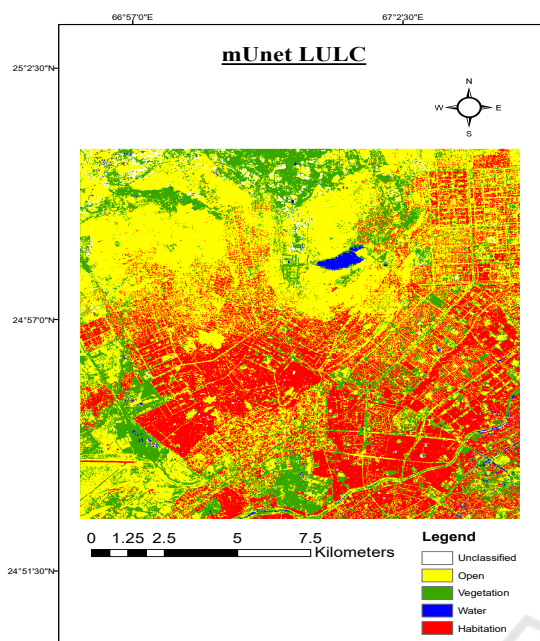 66°57'0"E 67°2'30"E
25°2'30"N
mUnet LULC
N
W E
S
24°57'0"N
0 1.25 2.5 5 7.5
Kilometers
Legend
Unclassified
Open
Vegetation
Water
Habitation
24°51'30"N